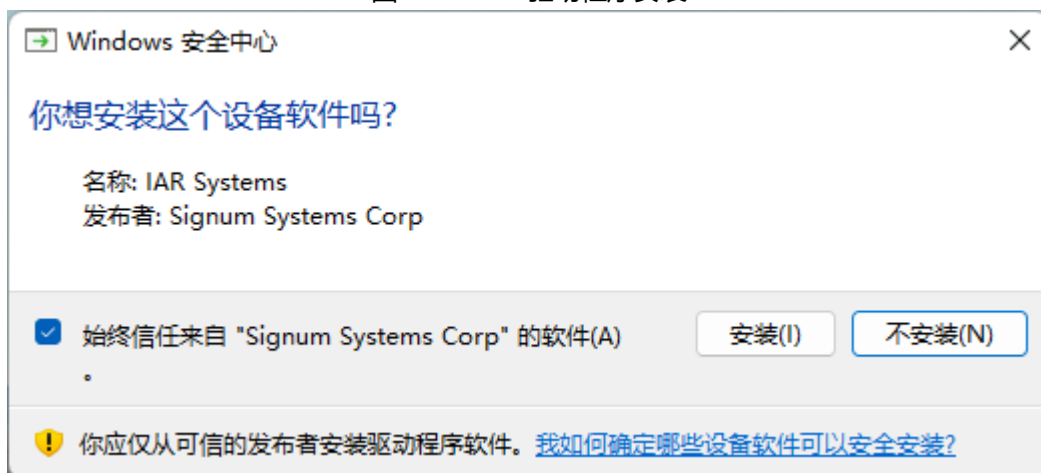 Windows 安全中心
你想安装这个设备软件吗?
名称: IAR Systems
发布者: Signum Systems Corp
始终信任来自 "Signum Systems Corp" 的软件(A)
。
安装(I)
不安装(N)
你应仅从可信的发布者安装驱动程序软件。我如何确定哪些设备软件可以安全安装?